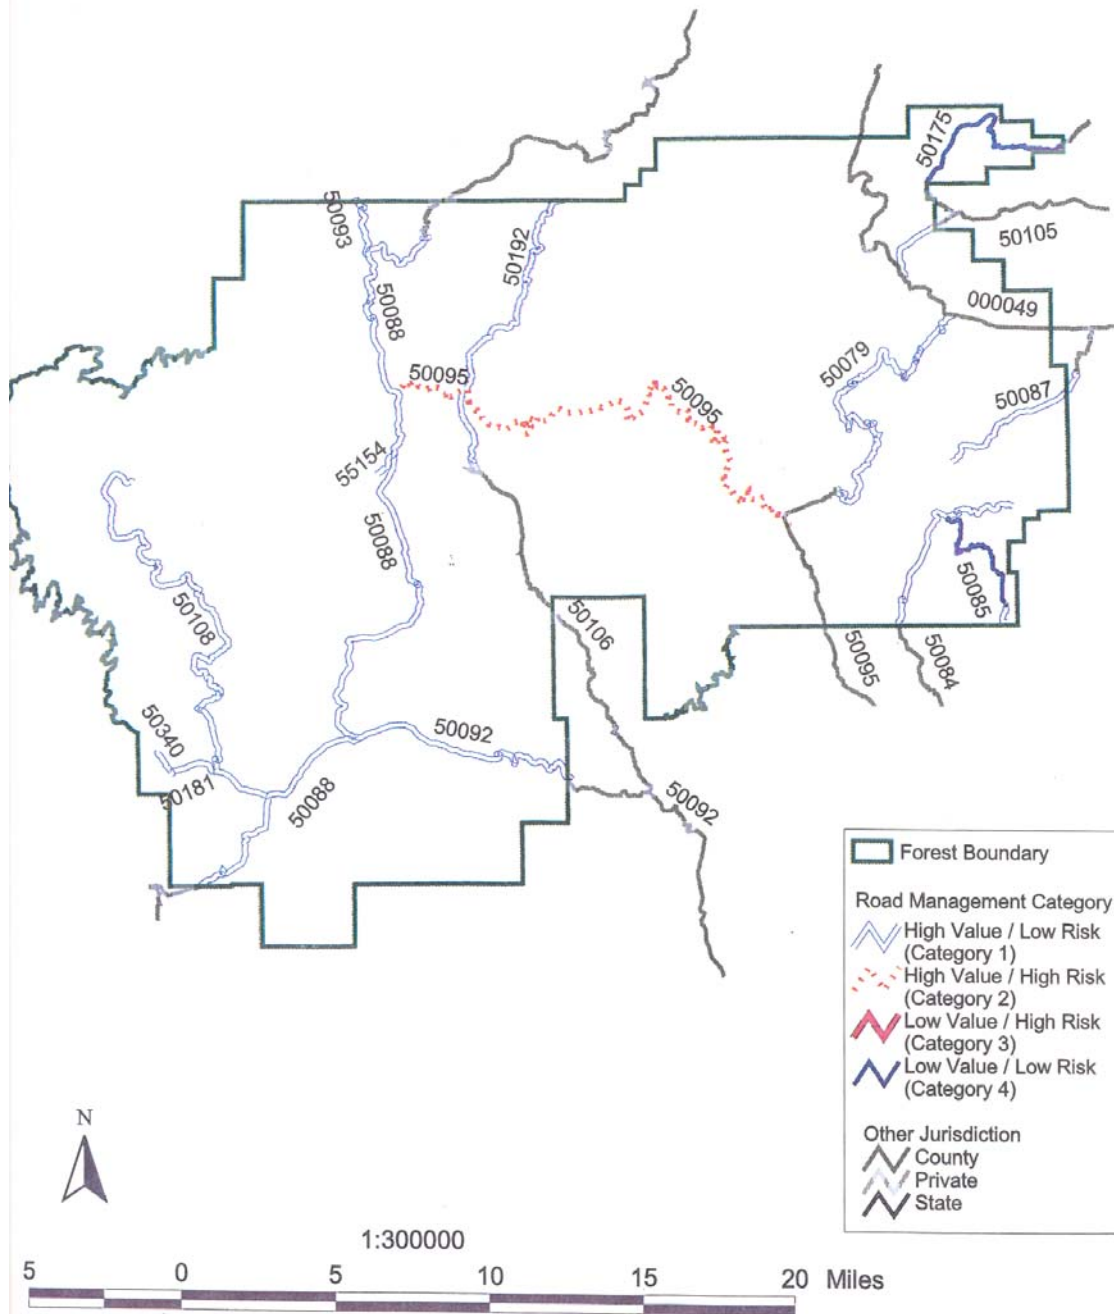 50175
50093
50192
50105
50088
000049
50079
50095
50095
50087
55154
50088
50085
50108
50106
50095
50084
50340
50092
50181
50088
50092
Forest Boundary
Road Management Category
High Value / Low Risk
(Category 1)
High Value / High Risk
(Category 2)
Low Value / High Risk
(Category 3)
Low Value / Low Risk
(Category 4)
Other Jurisdiction
County
Private
State
N
1:300000
5 0 5 10 15 20 Miles